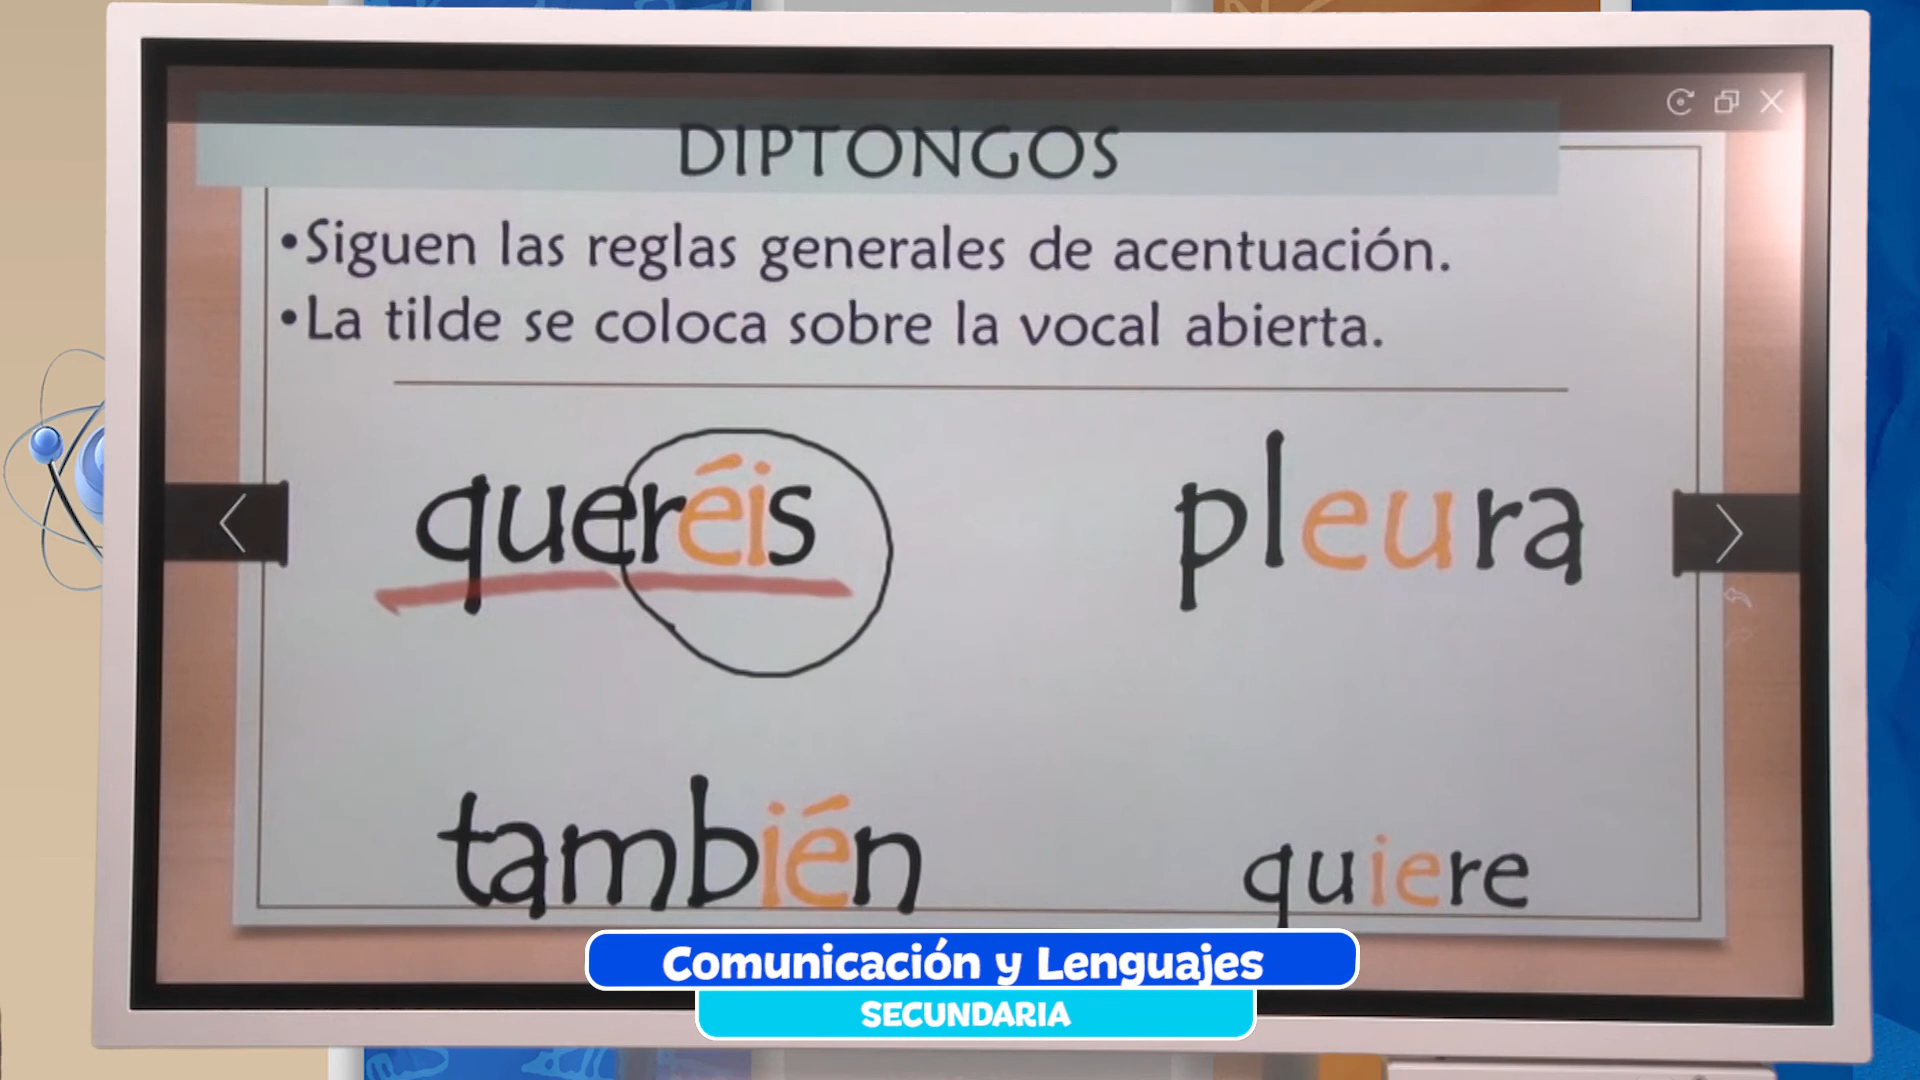 DIPTONGOS
•Siguen las reglas generales de acentuación.
•La tilde se coloca sobre la vocal abierta.
queréis
pleura
también
quiere
Comunicación y Lenguajes
SECUNDARIA